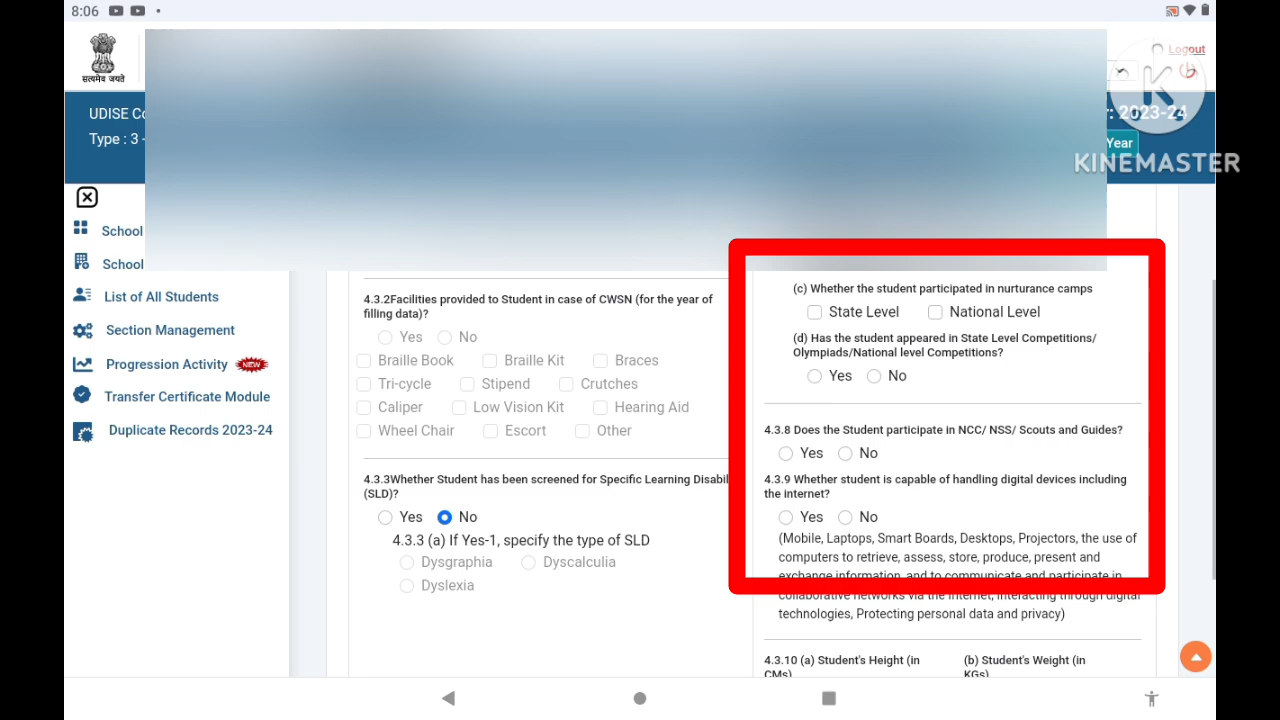 8:06
सत्यमेव जयते
Logout
UDISE Co
: 2023-24
Type : 3 -
Year
KINEMASTER
School
School
List of All Students
Section Management
Progression Activity NEW
Transfer Certificate Module
Duplicate Records 2023-24
4.3.2Facilities provided to Student in case of CWSN (for the year of
filling data)?
Yes No
Braille Book Braille Kit Braces
Tri-cycle Stipend Crutches
Caliper Low Vision Kit Hearing Aid
Wheel Chair Escort Other
4.3.3Whether Student has been screened for Specific Learning Disabil
(SLD)?
Yes No
4.3.3 (a) If Yes-1, specify the type of SLD
Dysgraphia Dyscalculia
Dyslexia
(c) Whether the student participated in nurturance camps
State Level National Level
(d) Has the student appeared in State Level Competitions/
Olympiads/National level Competitions?
Yes No
4.3.8 Does the Student participate in NCC/ NSS/ Scouts and Guides?
Yes No
4.3.9 Whether student is capable of handling digital devices including
the internet?
Yes No
(Mobile, Laptops, Smart Boards, Desktops, Projectors, the use of
computers to retrieve, assess, store, produce, present and
exchange information, and to communicate and participate in
collaborative networks via the internet, interacting through digital
technologies, Protecting personal data and privacy)
4.3.10 (a) Student's Height (in
CMs)
(b) Student's Weight (in
KGs)